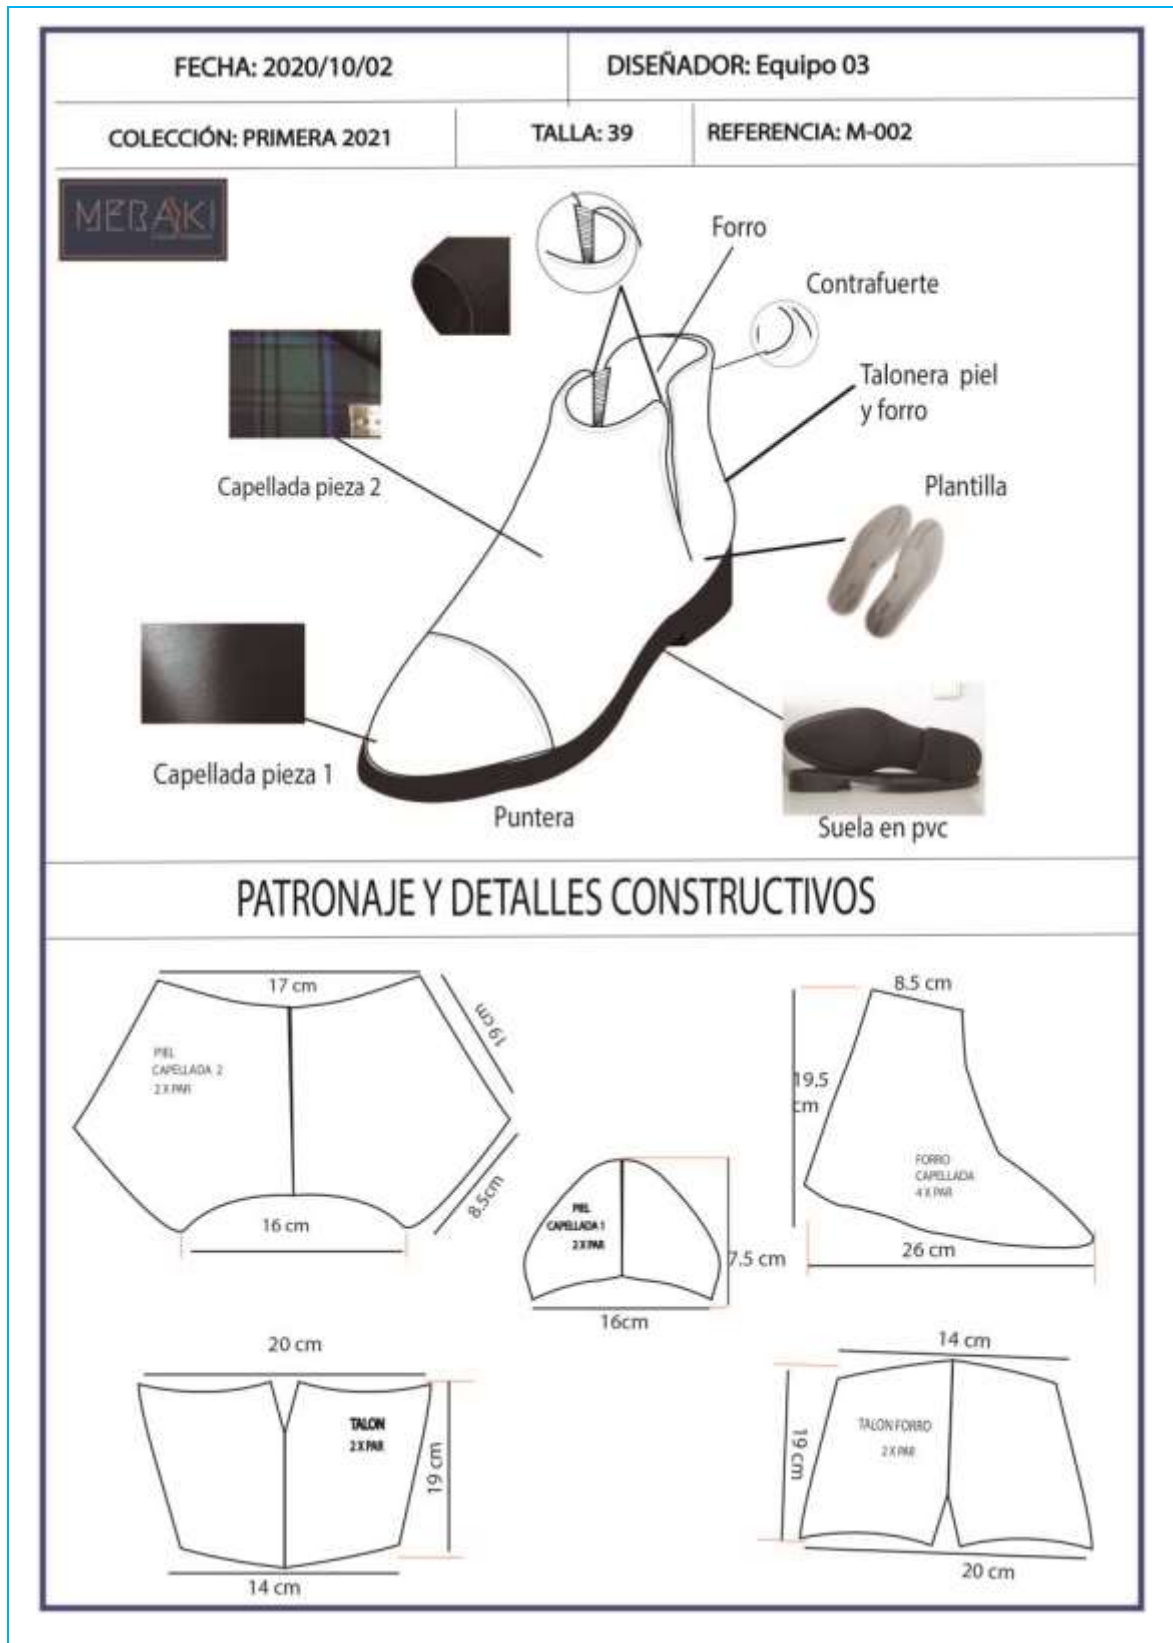 FECHA: 2020/10/02
DISEÑADOR: Equipo 03
COLECCIÓN: PRIMERA 2021
TALLA: 39
REFERENCIA: M-002
MERAKI
Forro
Contrafuerte
Talonera piel
y forro
Capellada pieza 2
Plantilla
Capellada pieza 1
Puntera
Suela en pvc
PATRONAJE Y DETALLES CONSTRUCTIVOS
17 cm
19 cm
PIEL
CAPELLADA 2
2 X PAR
8.5cm
16 cm
8.5 cm
19.5
cm
FORRO
CAPELLADA
4 X PAR
26 cm
PIEL
CAPELLADA 1
2 X PAR
7.5 cm
16cm
20 cm
TALON
2 X PAR
19 cm
14 cm
14 cm
TALON FORRO
2 X PAR
19 cm
20 cm